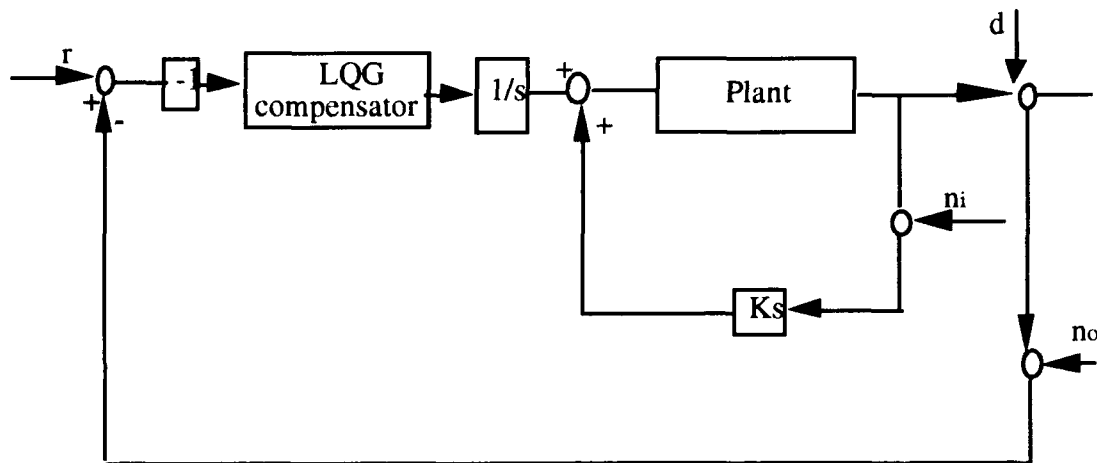 d
r
-1
LQG
compensator
1/s
+
Plant
+
-
+
ni
Ks
no